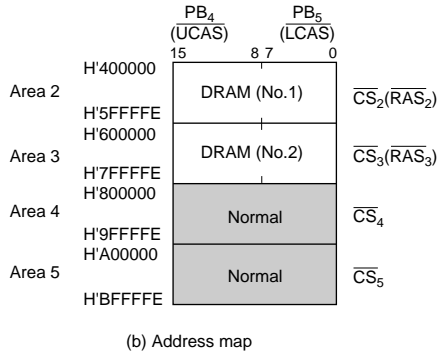 PB4 PB5
(UCAS) (LCAS)
15 8 7 0
H'400000
Area 2 DRAM (No.1) CS2(RAS2)
H'5FFFFE
H'600000
Area 3 DRAM (No.2) CS3(RAS3)
H'7FFFFE
H'800000
Area 4 Normal CS4
H'9FFFFE
H'A00000
Area 5 Normal CS5
H'BFFFFE
(b) Address map